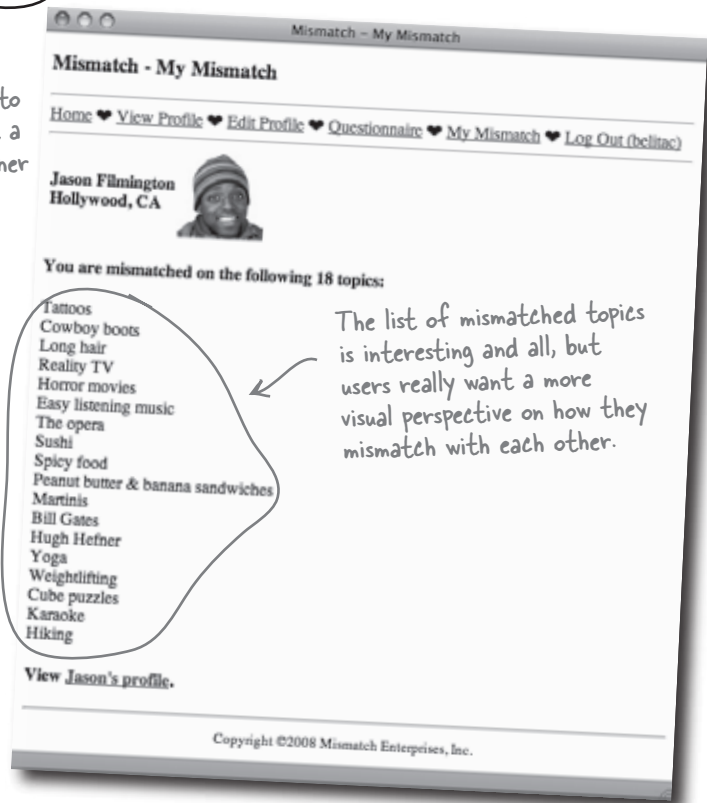 Mismatch – My Mismatch
Mismatch - My Mismatch
to
a
ner
Home ❤ View Profile ❤ Edit Profile ❤ Questionnaire ❤ My Mismatch ❤ Log Out (belitac)
Jason Filmington
Hollywood, CA
You are mismatched on the following 18 topics:
Tattoos
Cowboy boots
Long hair
Reality TV
Horror movies
Easy listening music
The opera
Sushi
Spicy food
Peanut butter & banana sandwiches
Martinis
Bill Gates
Hugh Hefner
Yoga
Weightlifting
Cube puzzles
Karaoke
Hiking
The list of mismatched topics
is interesting and all, but
users really want a more
visual perspective on how they
mismatch with each other.
View Jason's profile.
Copyright ©2008 Mismatch Enterprises, Inc.